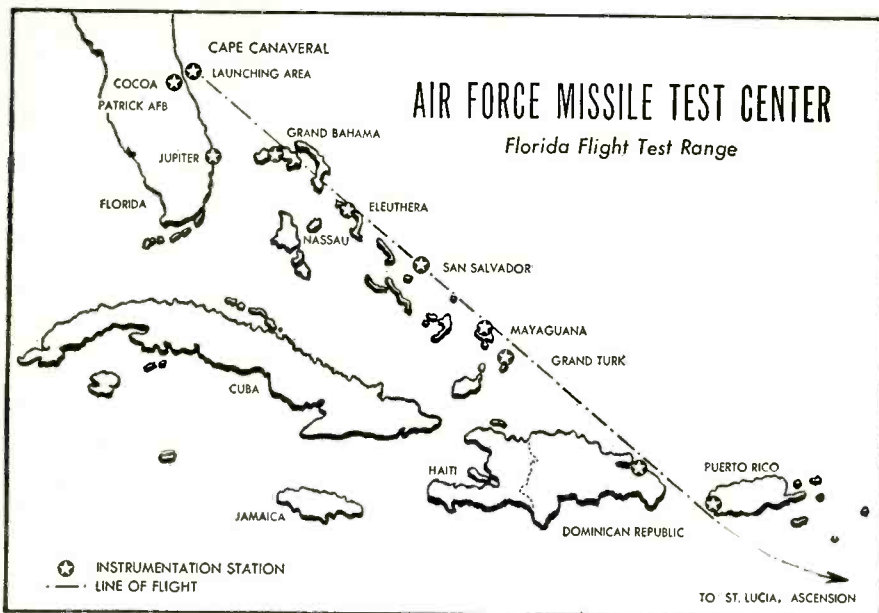 CAPE CANAVERAL
LAUNCHING AREA
COCOA
PATRICK AFB
AIR FORCE MISSILE TEST CENTER
Florida Flight Test Range
GRAND BAHAMA
JUPITER
FLORIDA
ELEUTHERA
NASSAU
SAN SALVADOR
MAYAGUANA
GRAND TURK
CUBA
HAITI
PUERTO RICO
JAMAICA
DOMINICAN REPUBLIC
INSTRUMENTATION STATION
LINE OF FLIGHT
TO ST. LUCIA, ASCENSION